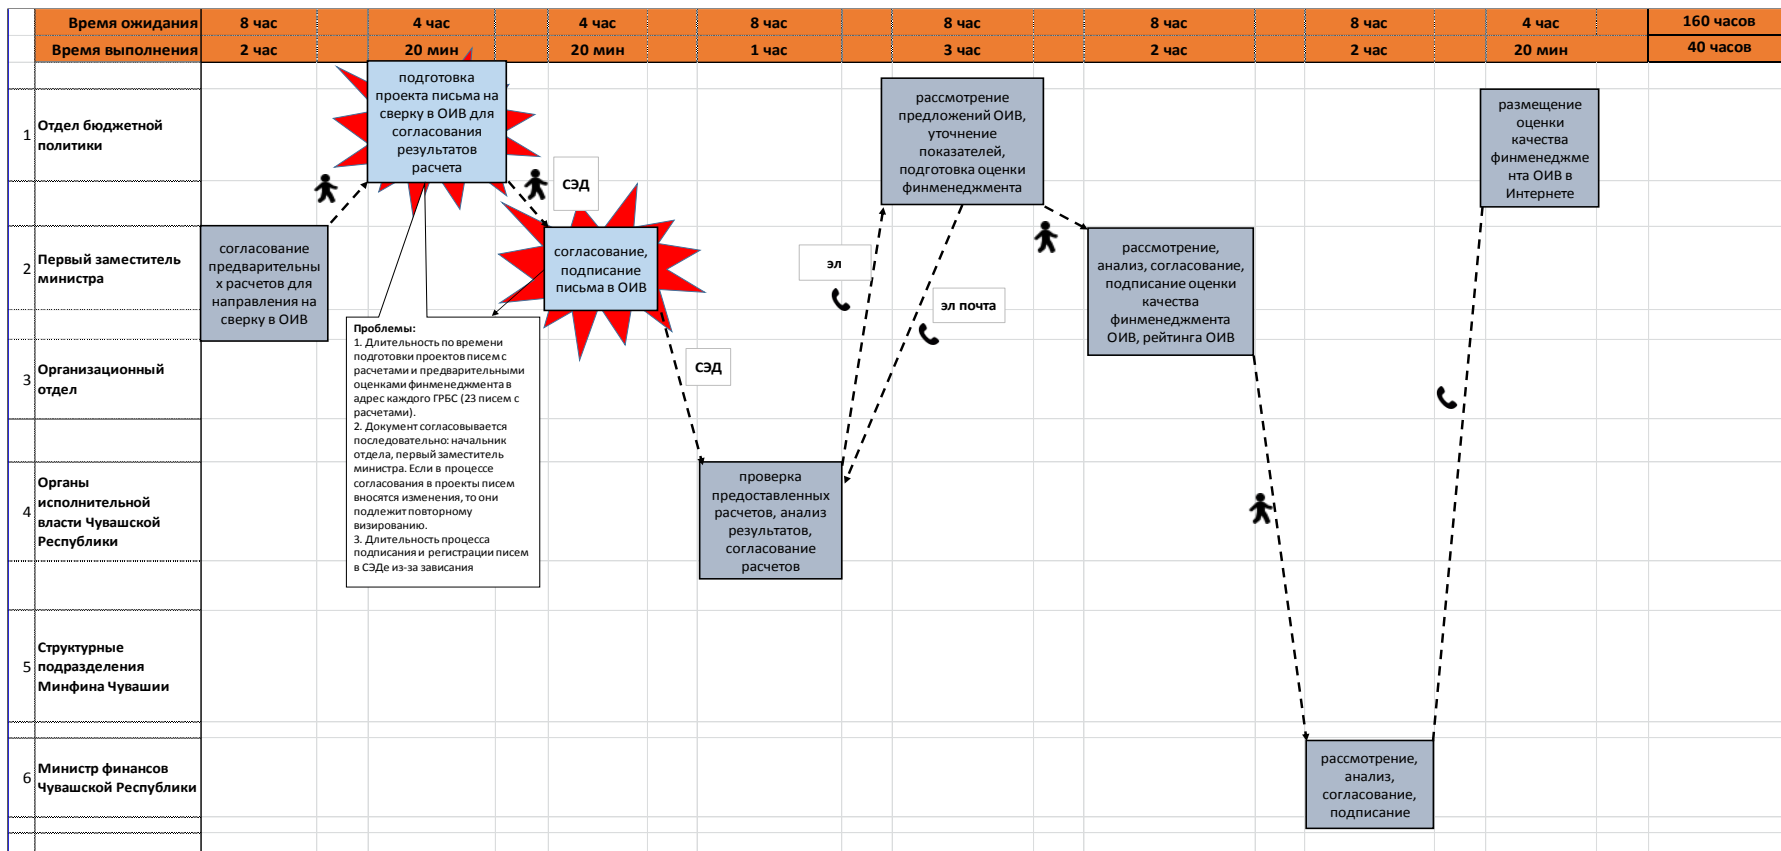 Время ожидания 8 час 4 час 4 час 8 час 8 час 8 час 8 час 4 час 160 часов
Время выполнения 2 час 20 мин 20 мин 1 час 3 час 2 час 2 час 20 мин 40 часов
1 Отдел бюджетной
политики
подготовка
проекта письма на
сверку в ОИВ для
согласования
результатов
расчета
рассмотрение
предложений ОИВ,
уточнение
показателей,
подготовка оценки
финменеджмента
размещение
оценки
качества
финменеджме
нта ОИВ в
Интернете
СЭД
2 Первый заместитель
министра
согласование
предварительны
х расчетов для
направления на
сверку в ОИВ
согласование,
подписание
письма в ОИВ
эл
эл почта
рассмотрение,
анализ, согласование,
подписание оценки
качества
финменеджмента
ОИВ, рейтинга ОИВ
3 Организационный
отдел
Проблемы:
1. Длительность по времени
подготовки проектов писем с
расчетами и предварительными
оценками финменеджмента в
адрес каждого ГРБС (23 писем с
расчетами).
2. Документ согласовывается
последовательно: начальник
отдела, первый заместитель
министра. Если в процессе
согласования в проекты писем
вносятся изменения, то они
подлежит повторному
визированию.
3. Длительность процесса
подписания и регистрации писем
в СЭДе из-за зависания
СЭД
4 Органы
исполнительной
власти Чувашской
Республики
проверка
предоставленных
расчетов, анализ
результатов,
согласование
расчетов
5 Структурные
подразделения
Минфина Чувашии
6 Министр финансов
Чувашской Республики
рассмотрение,
анализ,
согласование,
подписание